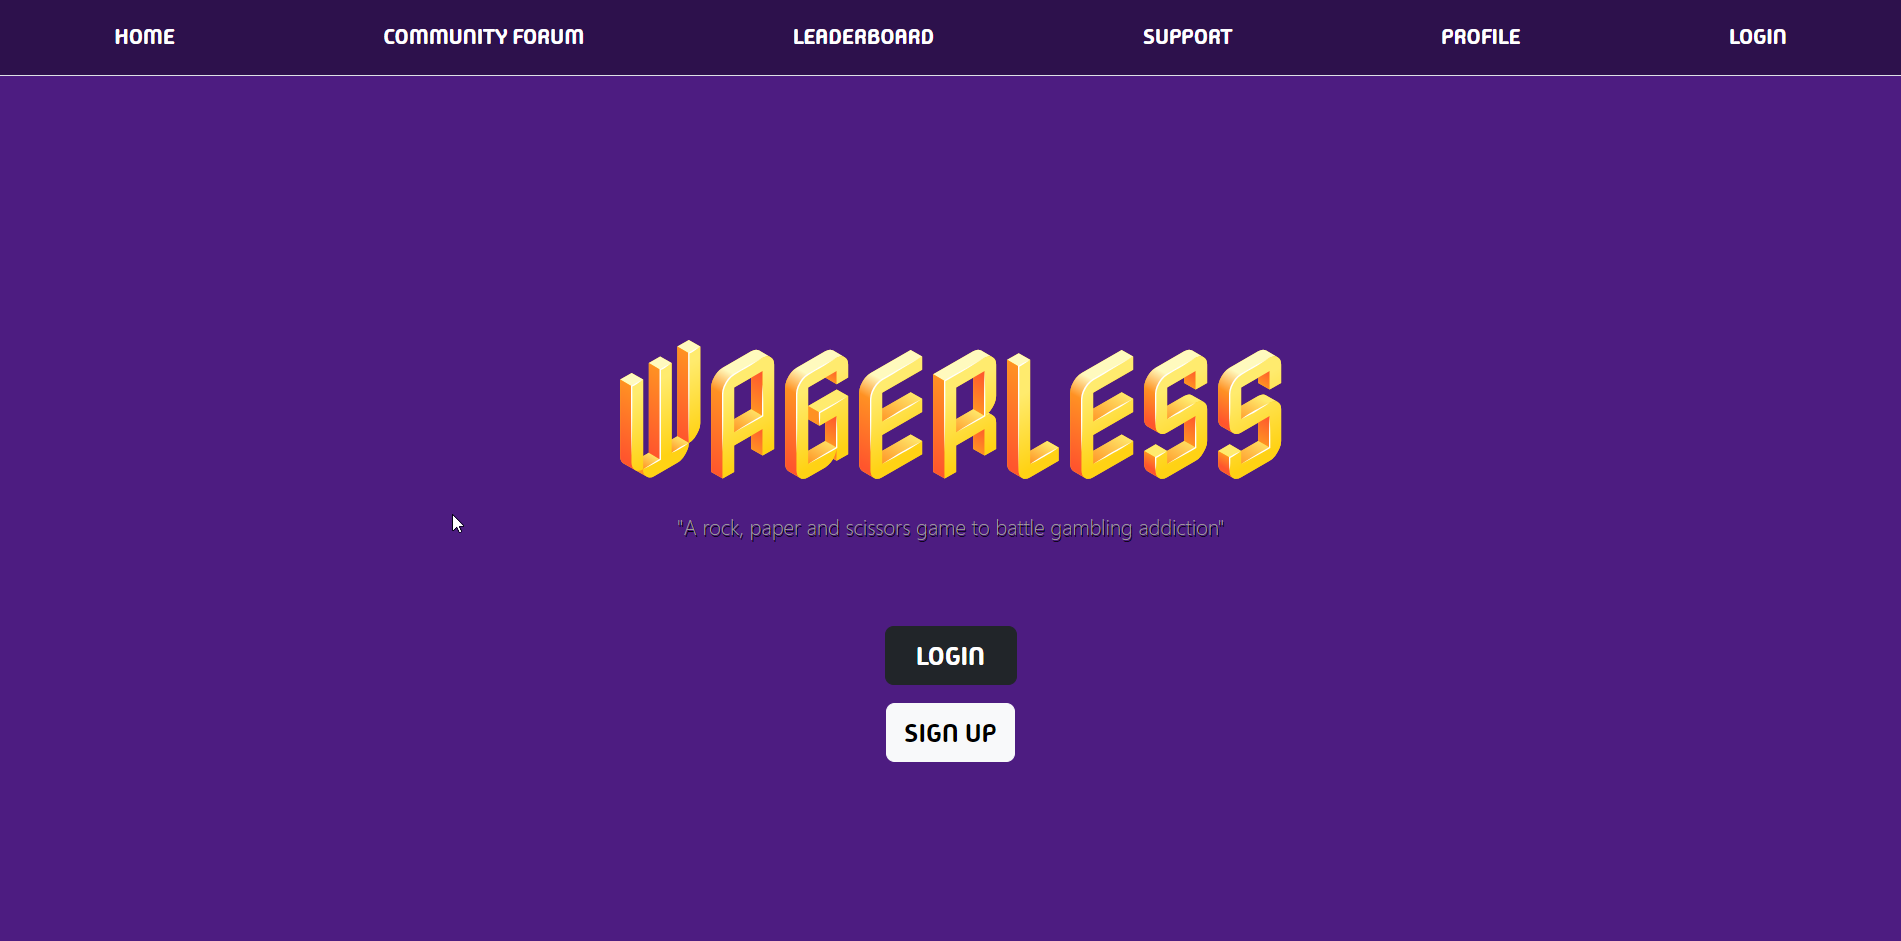 HOME COMMUNITY FORUM LEADERBOARD SUPPORT PROFILE LOGIN
WAGERLESS
"A rock, paper and scissors game to battle gambling addiction"
LOGIN
SIGN UP